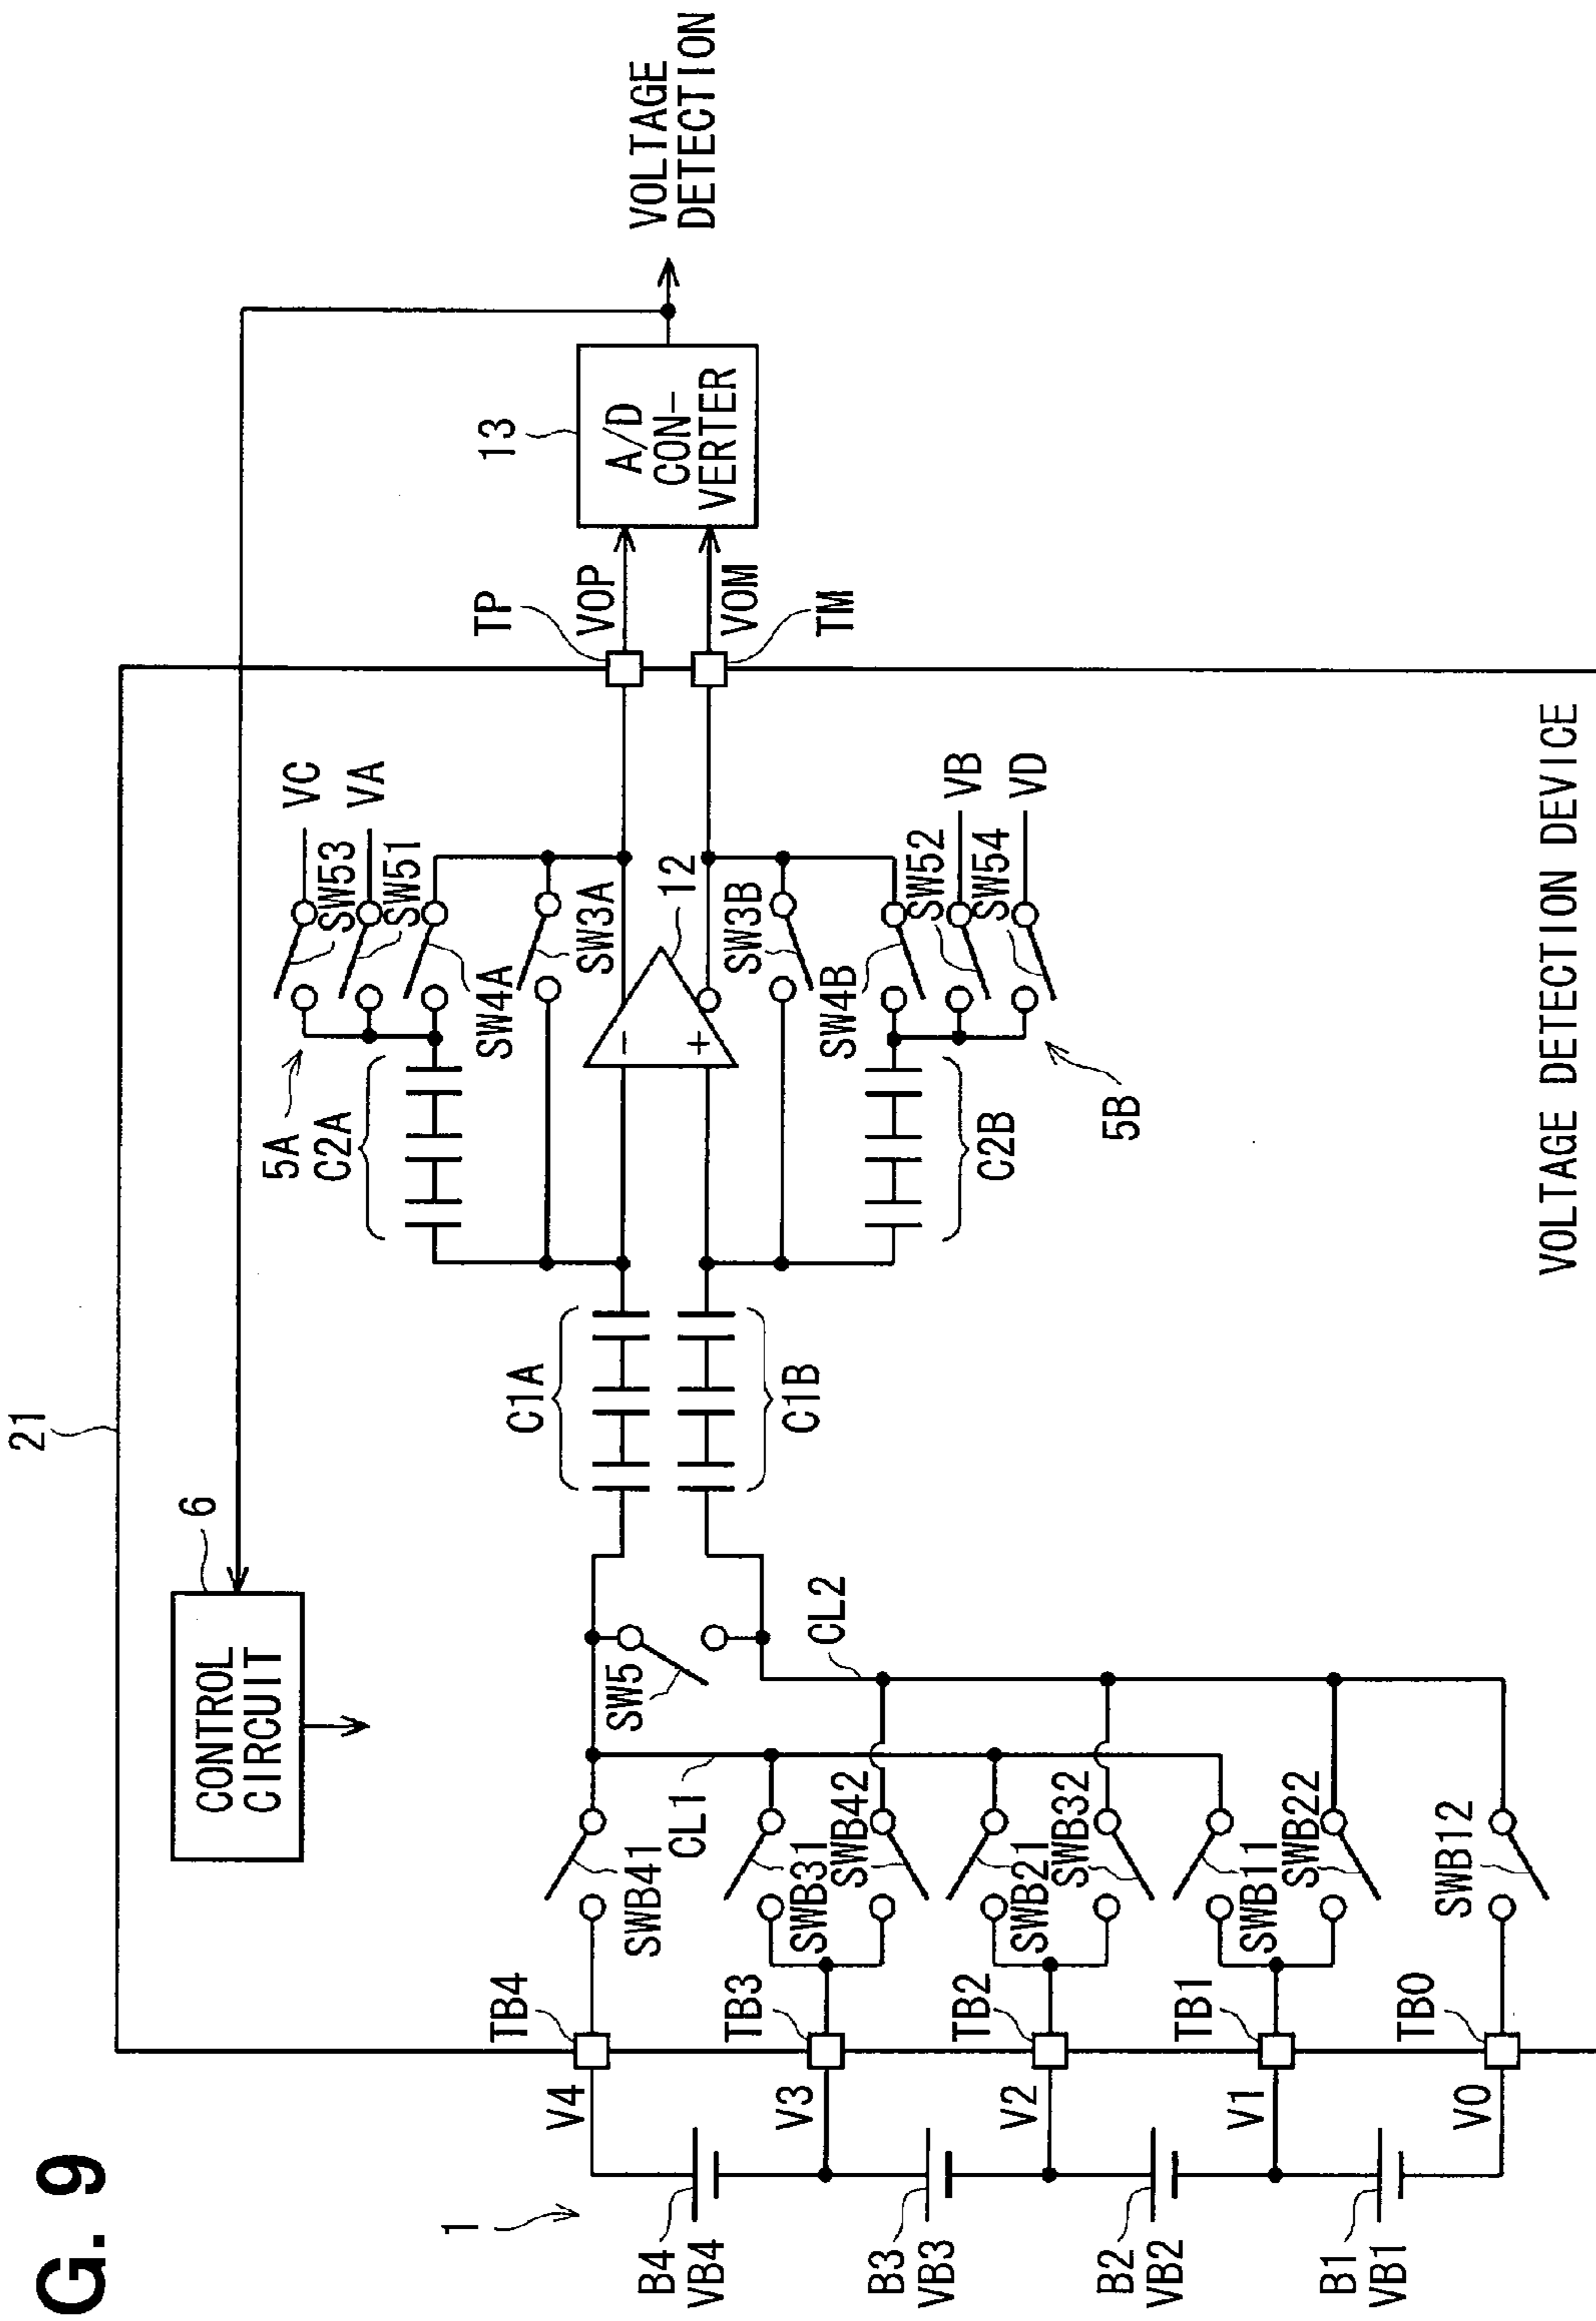 G. 9
21
6
CONTROL
CIRCUIT
VOLTAGE
DETECTION
13
A/D
CON-
VERTER
TP
VOP
VOM
TM
VC
VA
SW53
SW51
SW4A
SW3A
5A
C2A
12
SW3B
SW4B
SW52
SW54
VB
VD
C2B
5B
C1A
C1B
SW5
CL2
CL1
SWB41
SWB31
SWB42
SWB21
SWB32
SWB11
SWB22
SWB12
TB4
TB3
TB2
TB1
TB0
V4
V3
V2
V1
V0
1
B4
VB4
B3
VB3
B2
VB2
B1
VB1
−
+
VOLTAGE DETECTION DEVICE